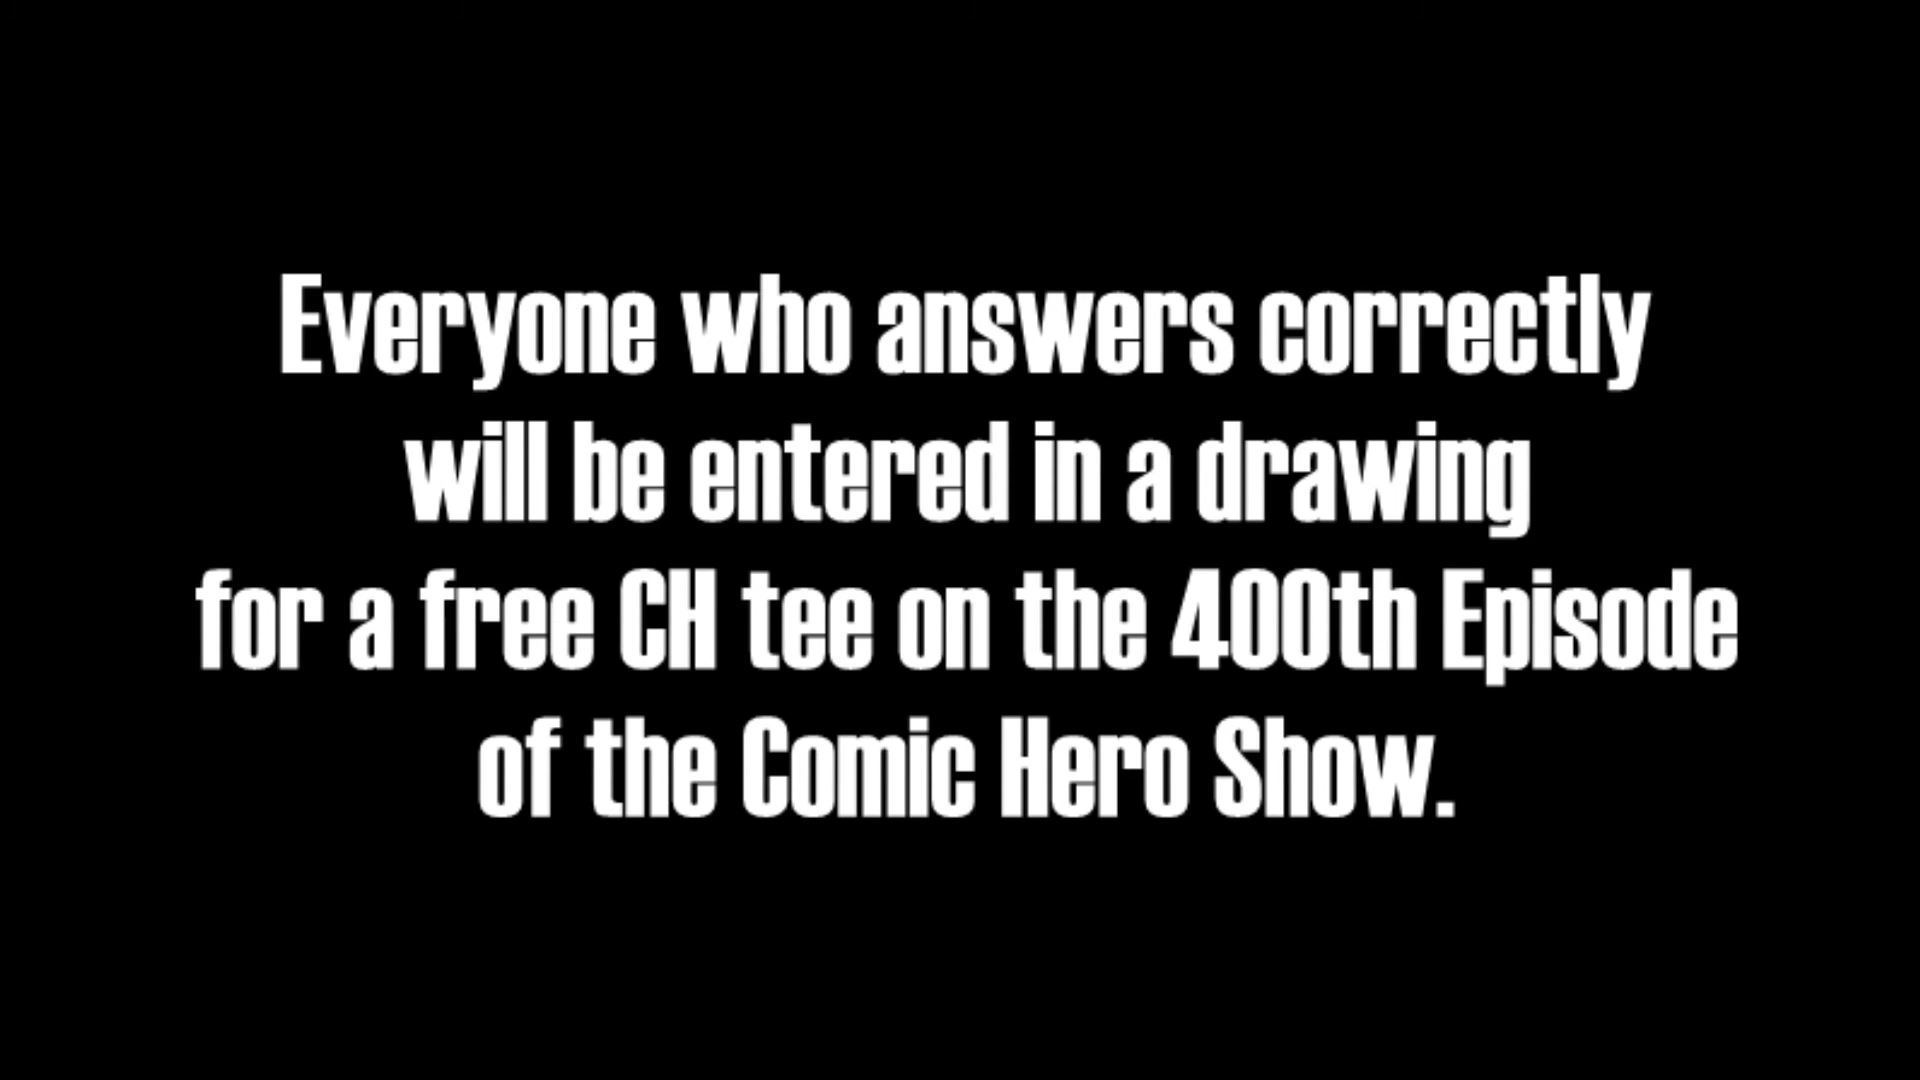 Everyone who answers correctly
will be entered in a drawing
for a free CH tee on the 400th Episode
of the Comic Hero Show.